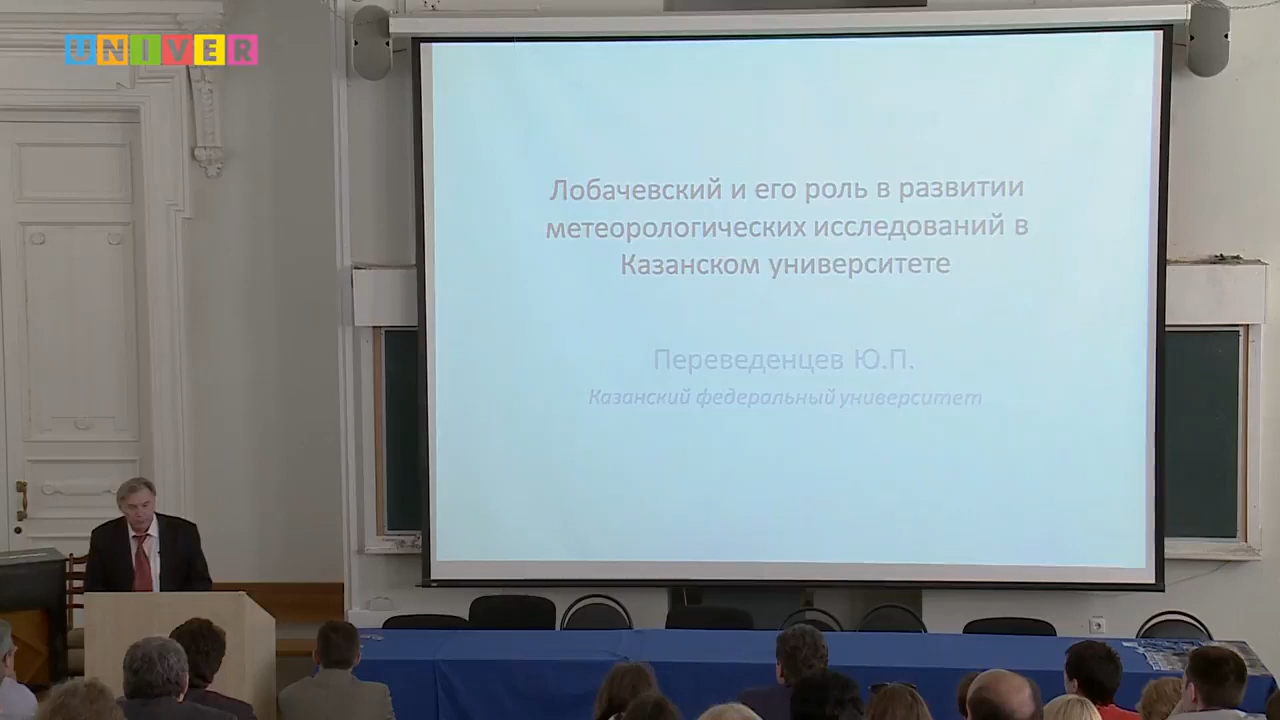 UNIVER
Лобачевский и его роль в развитии
метеорологических исследований в
Казанском университете
Переведенцев Ю.П.
Казанский федеральный университет